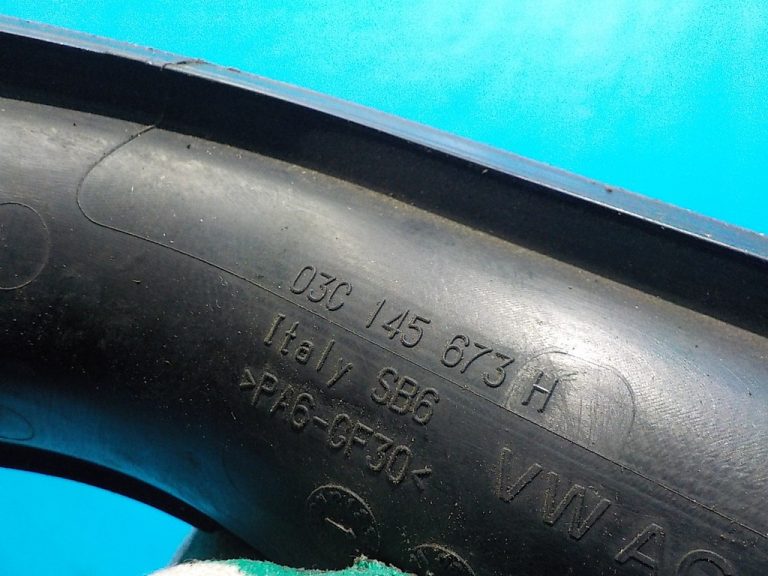 03C 145 673 H
Italy SB6
>PA6-GF30<
VW AG